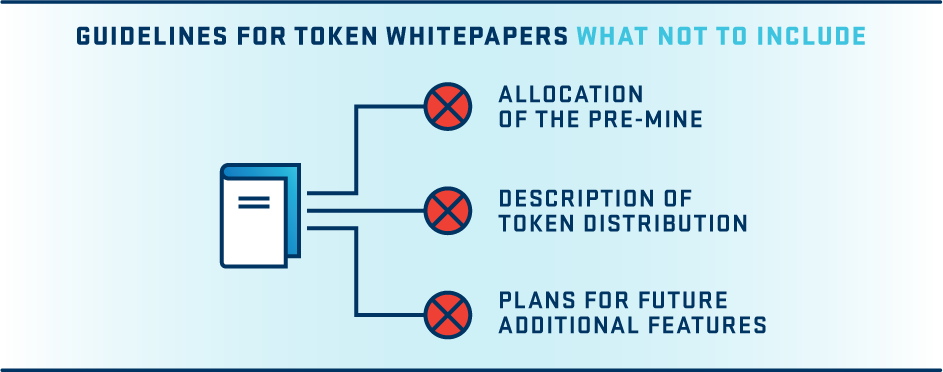 GUIDELINES FOR TOKEN WHITEPAPERS WHAT NOT TO INCLUDE
ALLOCATION
OF THE PRE-MINE
DESCRIPTION OF
TOKEN DISTRIBUTION
PLANS FOR FUTURE
ADDITIONAL FEATURES